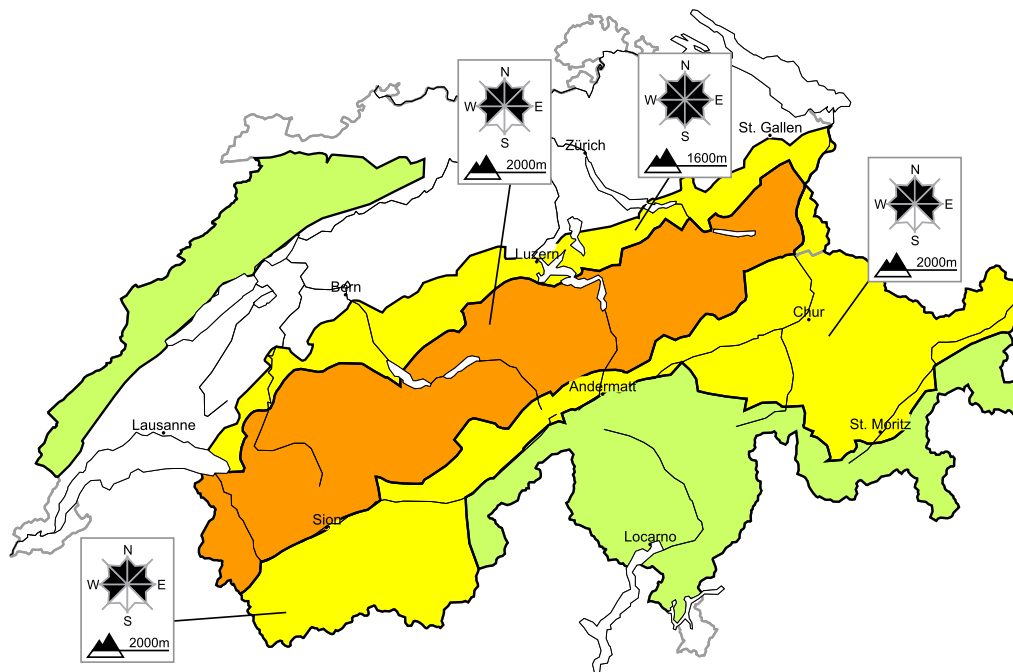 N
W E
S
2000m
N
W E
S
1600m
St. Gallen
Zürich
N
W E
S
2000m
Luzern
Bern
Chur
Andermatt
Lausanne
St. Moritz
Sion
Locarno
N
W E
S
2000m